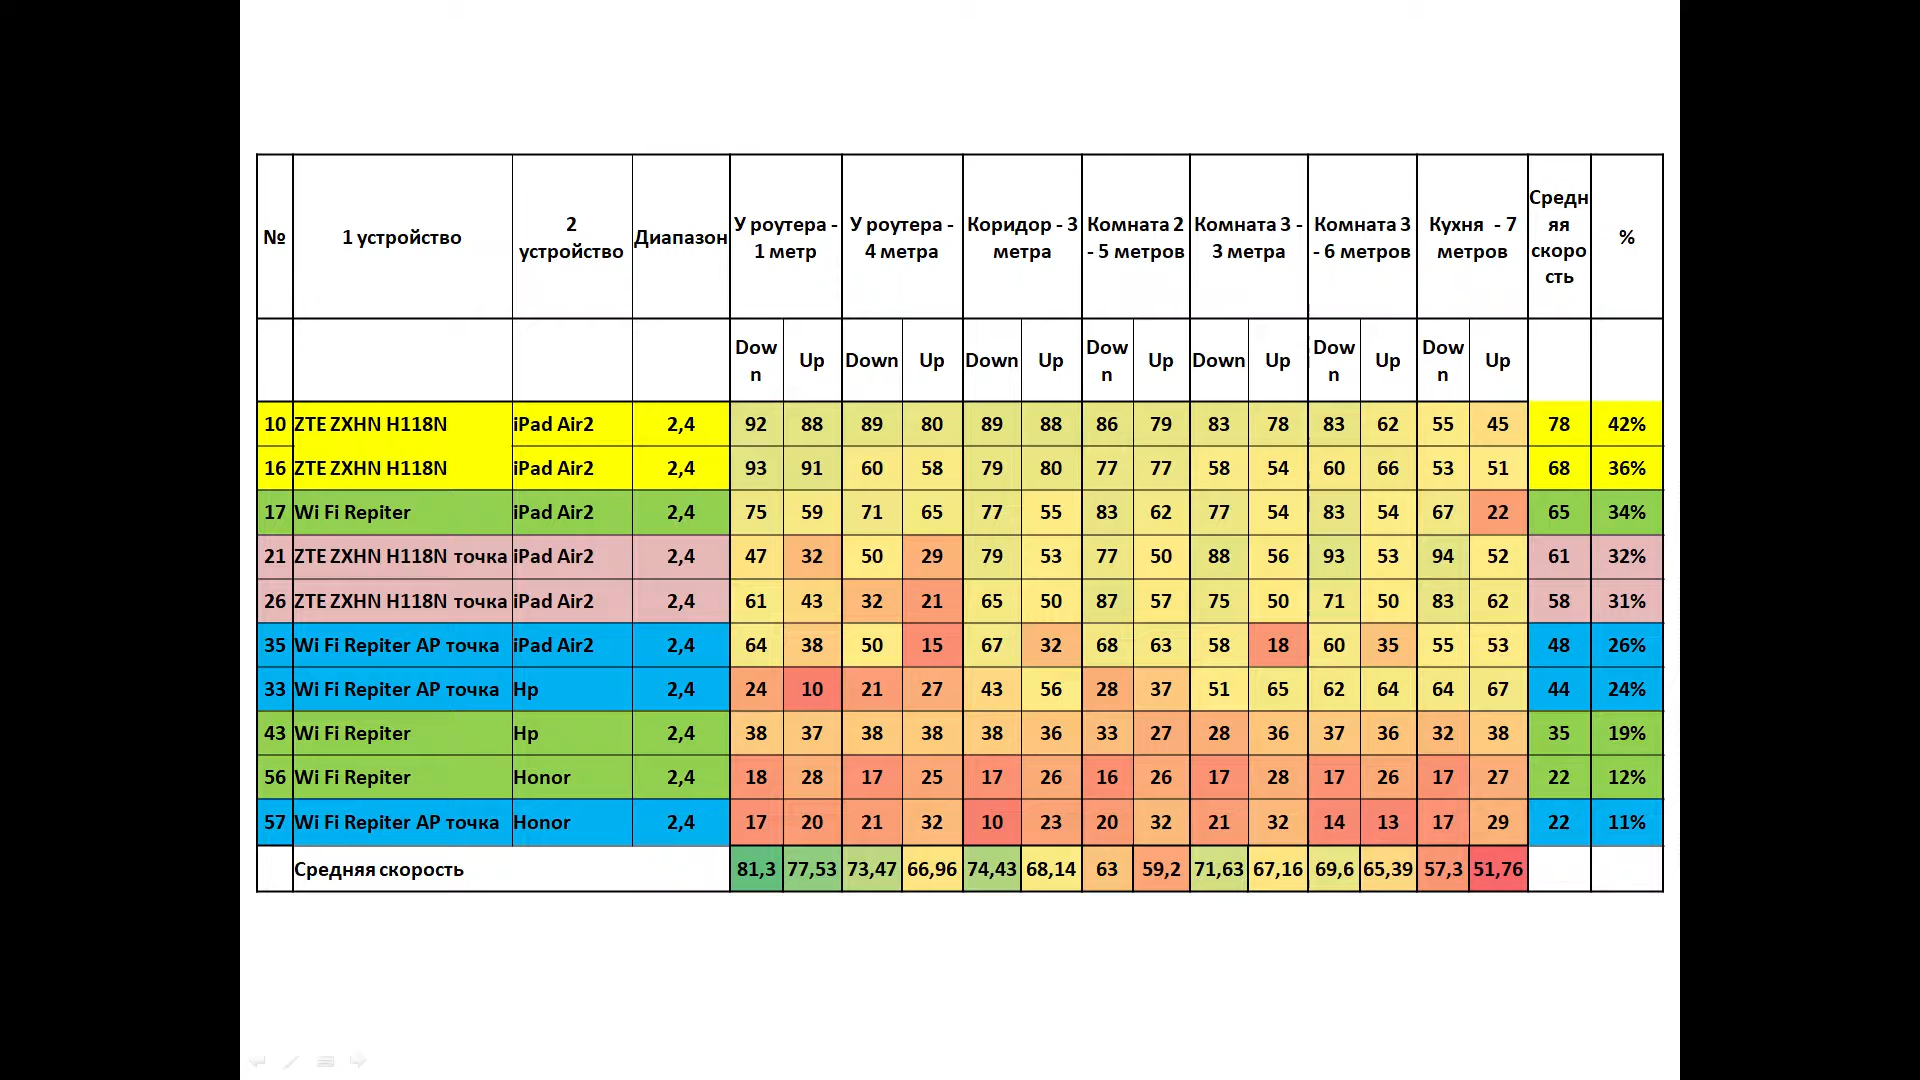 № 1 устройство 2 устройство Диапазон У роутера - 1 метр У роутера - 4 метра Коридор - 3 метра Комната 2 - 5 метров Комната 3 - 3 метра Комната 3 - 6 метров Кухня - 7 метров Средняя скорость %
Down Up Down Up Down Up Down Up Down Up Down Up Down Up
10 ZTE ZXHN H118N iPad Air2 2,4 92 88 89 80 89 88 86 79 83 78 83 62 55 45 78 42%
16 ZTE ZXHN H118N iPad Air2 2,4 93 91 60 58 79 80 77 77 58 54 60 66 53 51 68 36%
17 Wi Fi Repiter iPad Air2 2,4 75 59 71 65 77 55 83 62 77 54 83 54 67 22 65 34%
21 ZTE ZXHN H118N точка iPad Air2 2,4 47 32 50 29 79 53 77 50 88 56 93 53 94 52 61 32%
26 ZTE ZXHN H118N точка iPad Air2 2,4 61 43 32 21 65 50 87 57 75 50 71 50 83 62 58 31%
35 Wi Fi Repiter AP точка iPad Air2 2,4 64 38 50 15 67 32 68 63 58 18 60 35 55 53 48 26%
33 Wi Fi Repiter AP точка Hp 2,4 24 10 21 27 43 56 28 37 51 65 62 64 64 67 44 24%
43 Wi Fi Repiter Hp 2,4 38 37 38 38 38 36 33 27 28 36 37 36 32 38 35 19%
56 Wi Fi Repiter Honor 2,4 18 28 17 25 17 26 16 26 17 28 17 26 17 27 22 12%
57 Wi Fi Repiter AP точка Honor 2,4 17 20 21 32 10 23 20 32 21 32 14 13 17 29 22 11%
Средняя скорость 81,3 77,53 73,47 66,96 74,43 68,14 63 59,2 71,63 67,16 69,6 65,39 57,3 51,76